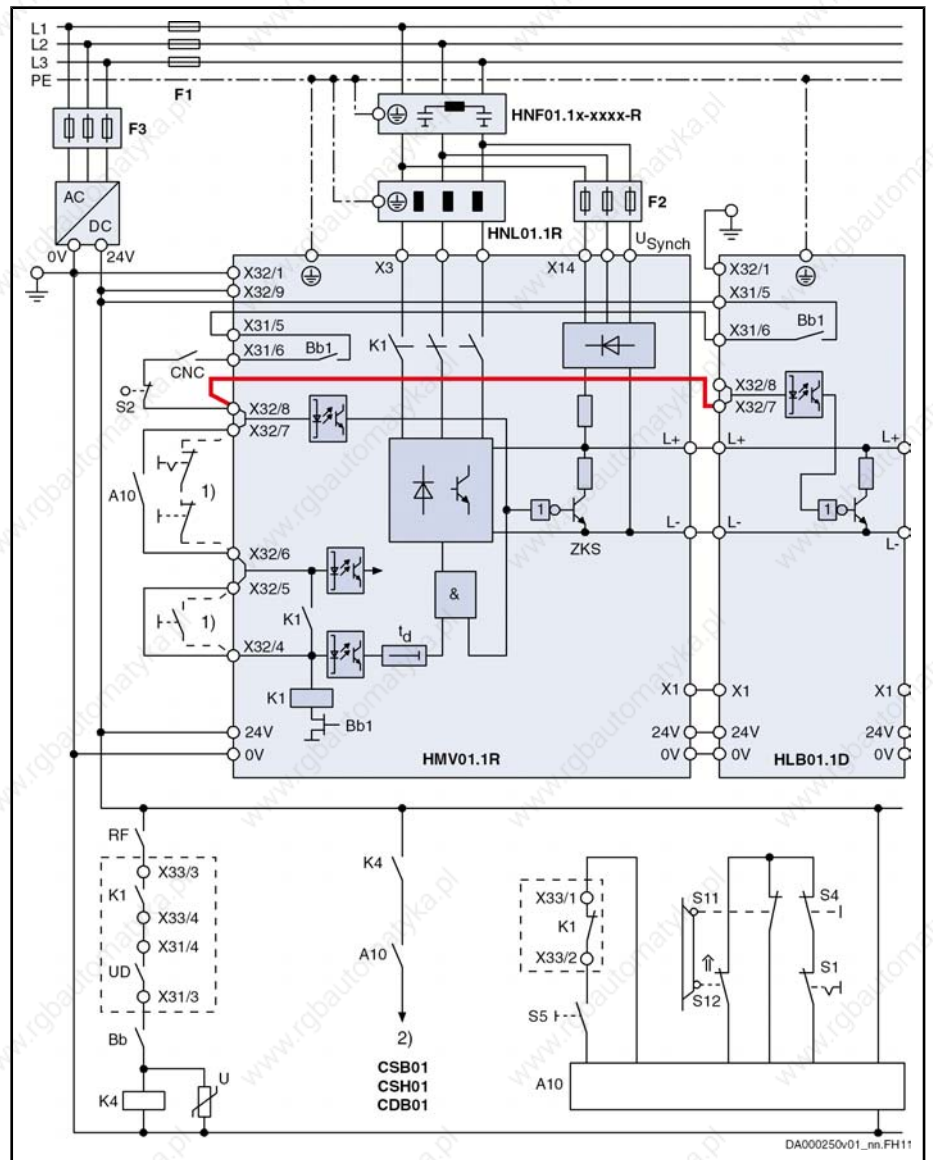 L1
L2
L3
PE
F1
F3
HNF01.1x-xxxx-R
AC
DC
0V
24V
HNL01.1R
F2
USynch
X3
X14
X32/1
X32/9
X31/5
X31/6
Bb1
K1
CNC
S2
X32/8
X32/7
A10
1)
X32/6
X32/5
K1
1)
X32/4
td
&
K1
Bb1
1
ZKS
L+
L-
X1
24V
0V
HMV01.1R
24V
0V
X32/1
X31/5
X31/6
Bb1
X32/8
X32/7
L+
L+
1
L-
L-
X1
X1
24V
24V
0V
0V
HLB01.1D
RF
X33/3
K1
X33/4
X31/4
UD
X31/3
Bb
K4
U
K4
A10
2)
CSB01
CSH01
CDB01
X33/1
K1
X33/2
S5
A10
S11
S12
S4
S1
DA000250v01_nn.FH11
www.rgbautomatyka.pl